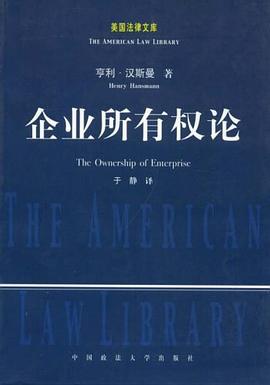 美国法律文库
THE AMERICAN LAW LIBRARY
亨利·汉斯曼 著
Henry Hansmann
企业所有权论
The Ownership of Enterprise
于 静 译
THE AMERICAN
LAW LIBRARY
中国政法大学出版社